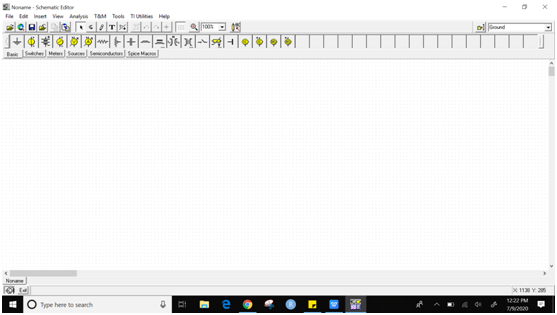 Noname - Schematic Editor
File Edit Insert View Analysis T&M Tools TI Utilities Help
100% Ground
Basic Switches Meters Sources Semiconductors Spice Macros
Noname
Exit X: 1138 Y: 285
Type here to search
12:22 PM
7/9/2020